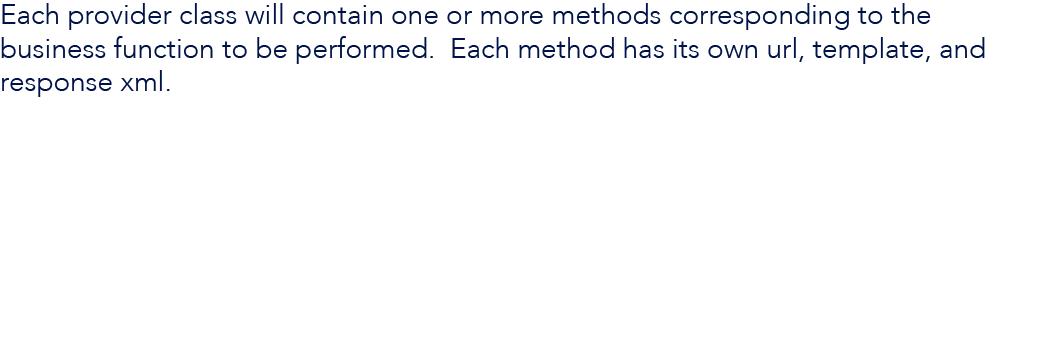 Each provider class will contain one or more methods corresponding to the
business function to be performed.  Each method has its own url, template, and
response xml.